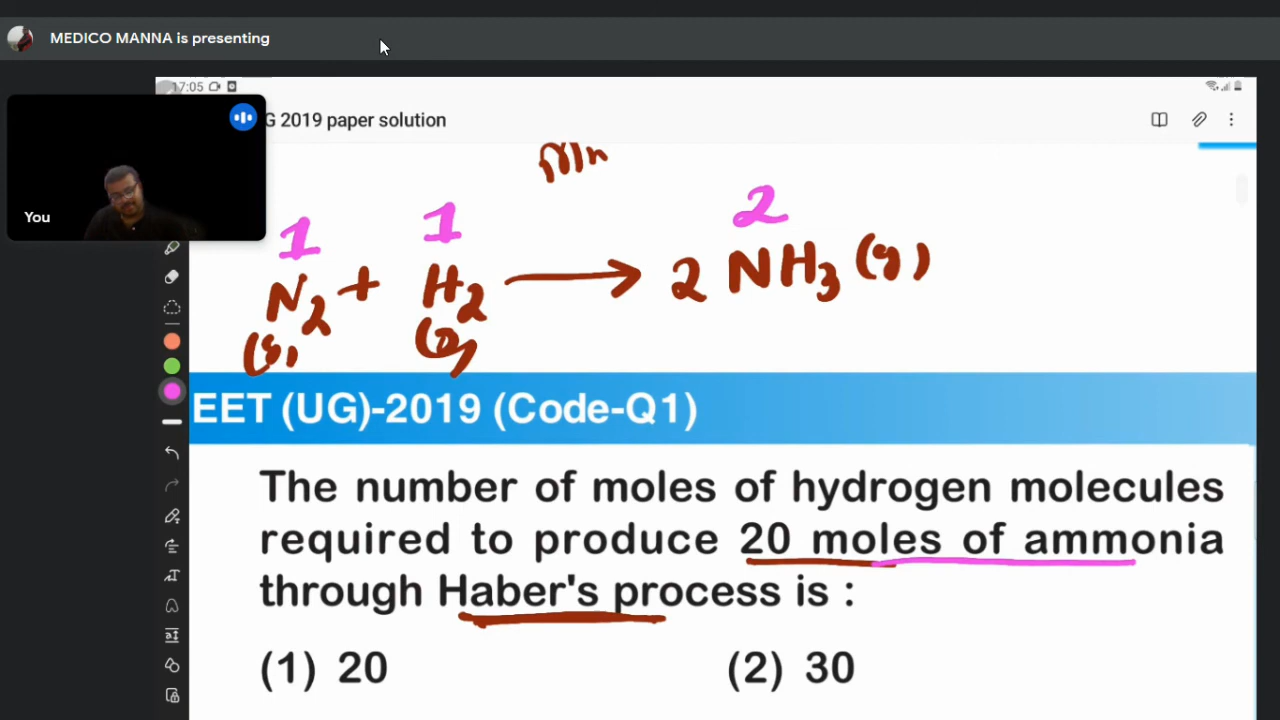 MEDICO MANNA is presenting
17:05
G 2019 paper solution
You
1 1 2
N2 + H2 → 2 NH3 (g)
(g) (g)
EET (UG)-2019 (Code-Q1)
The number of moles of hydrogen molecules
required to produce 20 moles of ammonia
through Haber's process is :
(1) 20 (2) 30